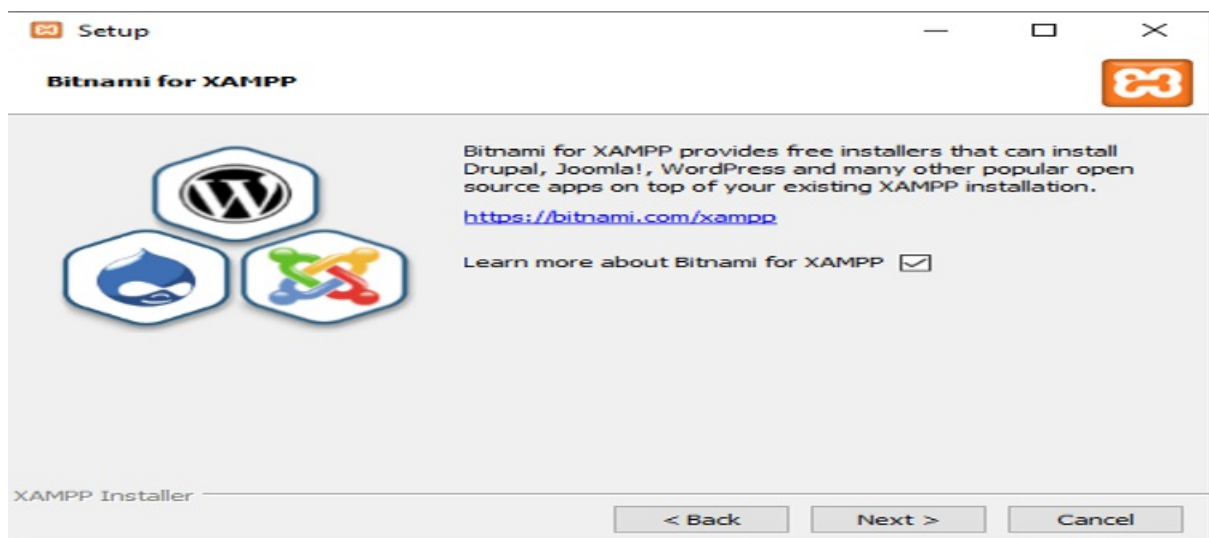 Setup
Bitnami for XAMPP
Bitnami for XAMPP provides free installers that can install
Drupal, Joomla!, WordPress and many other popular open
source apps on top of your existing XAMPP installation.
https://bitnami.com/xampp
Learn more about Bitnami for XAMPP
XAMPP Installer
< Back
Next >
Cancel